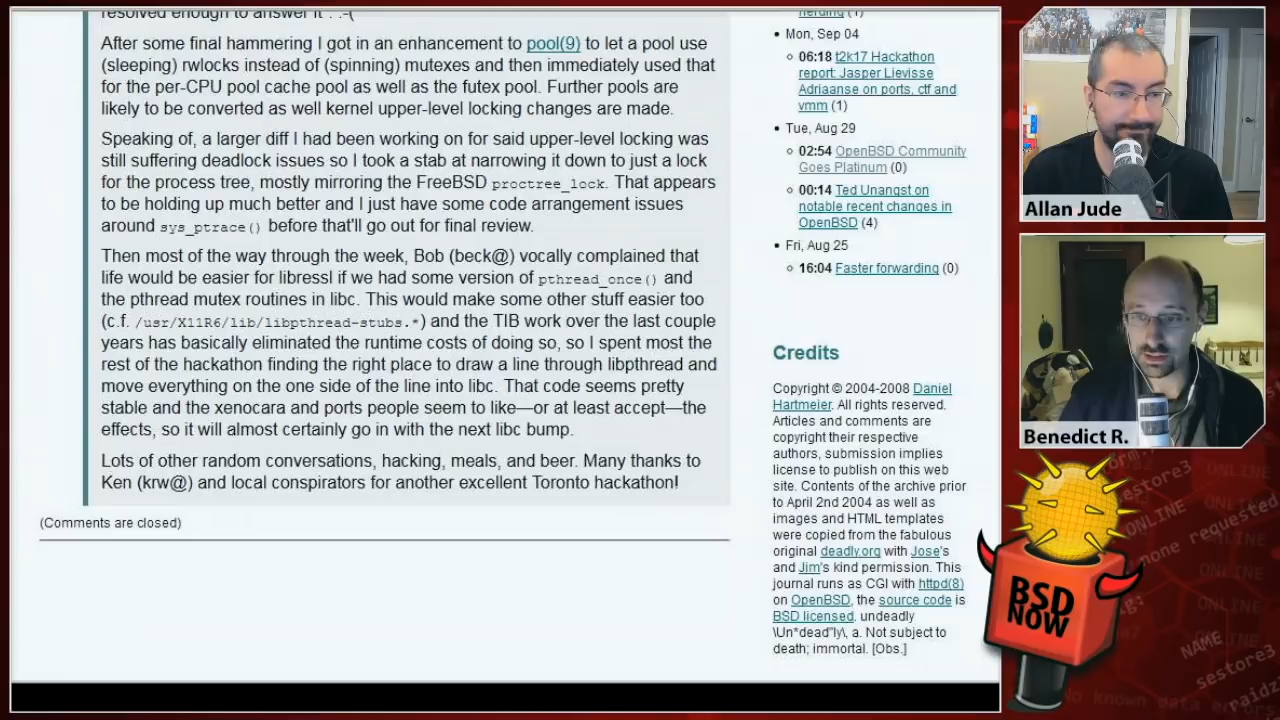 resolved enough to answer it . :-(
After some final hammering I got in an enhancement to pool(9) to let a pool use
(sleeping) rwlocks instead of (spinning) mutexes and then immediately used that
for the per-CPU pool cache pool as well as the futex pool. Further pools are
likely to be converted as well kernel upper-level locking changes are made.
Speaking of, a larger diff I had been working on for said upper-level locking was
still suffering deadlock issues so I took a stab at narrowing it down to just a lock
for the process tree, mostly mirroring the FreeBSD proctree_lock. That appears
to be holding up much better and I just have some code arrangement issues
around sys_ptrace() before that'll go out for final review.
Then most of the way through the week, Bob (beck@) vocally complained that
life would be easier for libressl if we had some version of pthread_once() and
the pthread mutex routines in libc. This would make some other stuff easier too
(c.f. /usr/X11R6/lib/libpthread-stubs.*) and the TIB work over the last couple
years has basically eliminated the runtime costs of doing so, so I spent most the
rest of the hackathon finding the right place to draw a line through libpthread and
move everything on the one side of the line into libc. That code seems pretty
stable and the xenocara and ports people seem to like—or at least accept—the
effects, so it will almost certainly go in with the next libc bump.
Lots of other random conversations, hacking, meals, and beer. Many thanks to
Ken (krw@) and local conspirators for another excellent Toronto hackathon!
(Comments are closed)
herding (1)
Mon, Sep 04
06:18 t2k17 Hackathon
report: Jasper Lievisse
Adriaanse on ports, ctf and
vmm (1)
Tue, Aug 29
02:54 OpenBSD Community
Goes Platinum (0)
00:14 Ted Unangst on
notable recent changes in
OpenBSD (4)
Fri, Aug 25
16:04 Faster forwarding (0)
Credits
Copyright © 2004-2008 Daniel
Hartmeier. All rights reserved.
Articles and comments are
copyright their respective
authors, submission implies
license to publish on this web
site. Contents of the archive prior
to April 2nd 2004 as well as
images and HTML templates
were copied from the fabulous
original deadly.org with Jose's
and Jim's kind permission. This
journal runs as CGI with httpd(8)
on OpenBSD, the source code is
BSD licensed. undeadly
\Un*dead"ly\, a. Not subject to
death; immortal. [Obs.]
Allan Jude
Benedict R.
BSD
NOW
estore3
ONLINE
ONLINE
none requested
ONLINE
ONLINE
NAME
sestore3
raidz
No known data errors